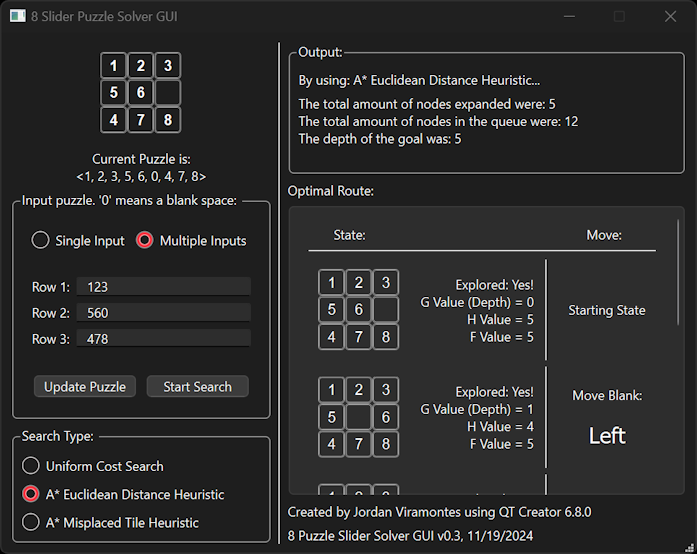 8 Slider Puzzle Solver GUI
1 2 3
5 6
4 7 8
Current Puzzle is:
<1, 2, 3, 5, 6, 0, 4, 7, 8>
Input puzzle. '0' means a blank space:
Single Input Multiple Inputs
Row 1: 123
Row 2: 560
Row 3: 478
Update Puzzle Start Search
Search Type:
Uniform Cost Search
A* Euclidean Distance Heuristic
A* Misplaced Tile Heuristic
Output:
By using: A* Euclidean Distance Heuristic...
The total amount of nodes expanded were: 5
The total amount of nodes in the queue were: 12
The depth of the goal was: 5
Optimal Route:
State: Move:
1 2 3
5 6
4 7 8
Explored: Yes!
G Value (Depth) = 0
H Value = 5
F Value = 5
Starting State
1 2 3
5 6
4 7 8
Explored: Yes!
G Value (Depth) = 1
H Value = 4
F Value = 5
Move Blank:
Left
Created by Jordan Viramontes using QT Creator 6.8.0
8 Puzzle Slider Solver GUI v0.3, 11/19/2024